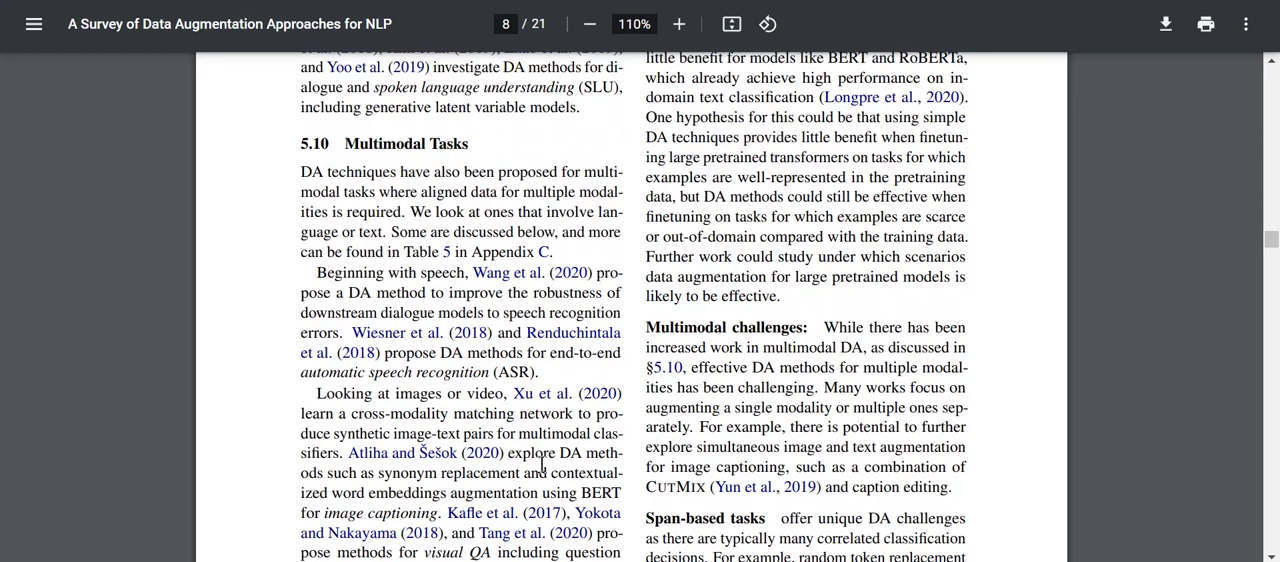 A Survey of Data Augmentation Approaches for NLP
8 / 21
110%
and Yoo et al. (2019) investigate DA methods for di-
alogue and spoken language understanding (SLU),
including generative latent variable models.
5.10 Multimodal Tasks
DA techniques have also been proposed for multi-
modal tasks where aligned data for multiple modal-
ities is required. We look at ones that involve lan-
guage or text. Some are discussed below, and more
can be found in Table 5 in Appendix C.
Beginning with speech, Wang et al. (2020) pro-
pose a DA method to improve the robustness of
downstream dialogue models to speech recognition
errors. Wiesner et al. (2018) and Renduchintala
et al. (2018) propose DA methods for end-to-end
automatic speech recognition (ASR).
Looking at images or video, Xu et al. (2020)
learn a cross-modality matching network to pro-
duce synthetic image-text pairs for multimodal clas-
sifiers. Atliha and Šešok (2020) explore DA meth-
ods such as synonym replacement and contextual-
ized word embeddings augmentation using BERT
for image captioning. Kafle et al. (2017), Yokota
and Nakayama (2018), and Tang et al. (2020) pro-
pose methods for visual QA including question
little benefit for models like BERT and RoBERTa,
which already achieve high performance on in-
domain text classification (Longpre et al., 2020).
One hypothesis for this could be that using simple
DA techniques provides little benefit when finetun-
ing large pretrained transformers on tasks for which
examples are well-represented in the pretraining
data, but DA methods could still be effective when
finetuning on tasks for which examples are scarce
or out-of-domain compared with the training data.
Further work could study under which scenarios
data augmentation for large pretrained models is
likely to be effective.
Multimodal challenges: While there has been
increased work in multimodal DA, as discussed in
§5.10, effective DA methods for multiple modal-
ities has been challenging. Many works focus on
augmenting a single modality or multiple ones sep-
arately. For example, there is potential to further
explore simultaneous image and text augmentation
for image captioning, such as a combination of
CUTMIX (Yun et al., 2019) and caption editing.
Span-based tasks offer unique DA challenges
as there are typically many correlated classification
decisions. For example, random token replacement